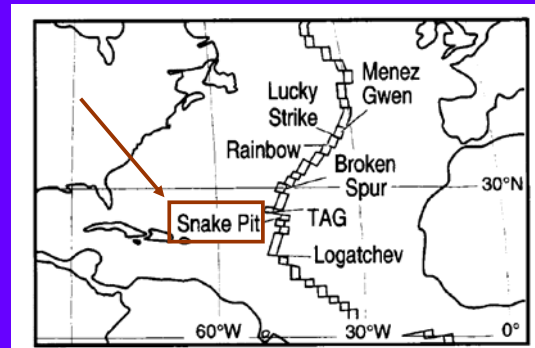 Menez
Gwen
Lucky
Strike
Rainbow
Broken
Spur
30°N
Snake Pit
TAG
Logatchev
60°W
30°W
0°